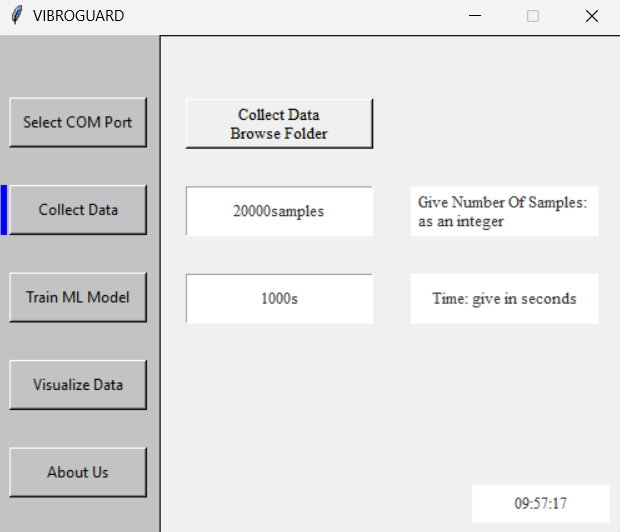 VIBROGUARD
Select COM Port
Collect Data
Train ML Model
Visualize Data
About Us
Collect Data
Browse Folder
20000samples
Give Number Of Samples:
as an integer
1000s
Time: give in seconds
09:57:17